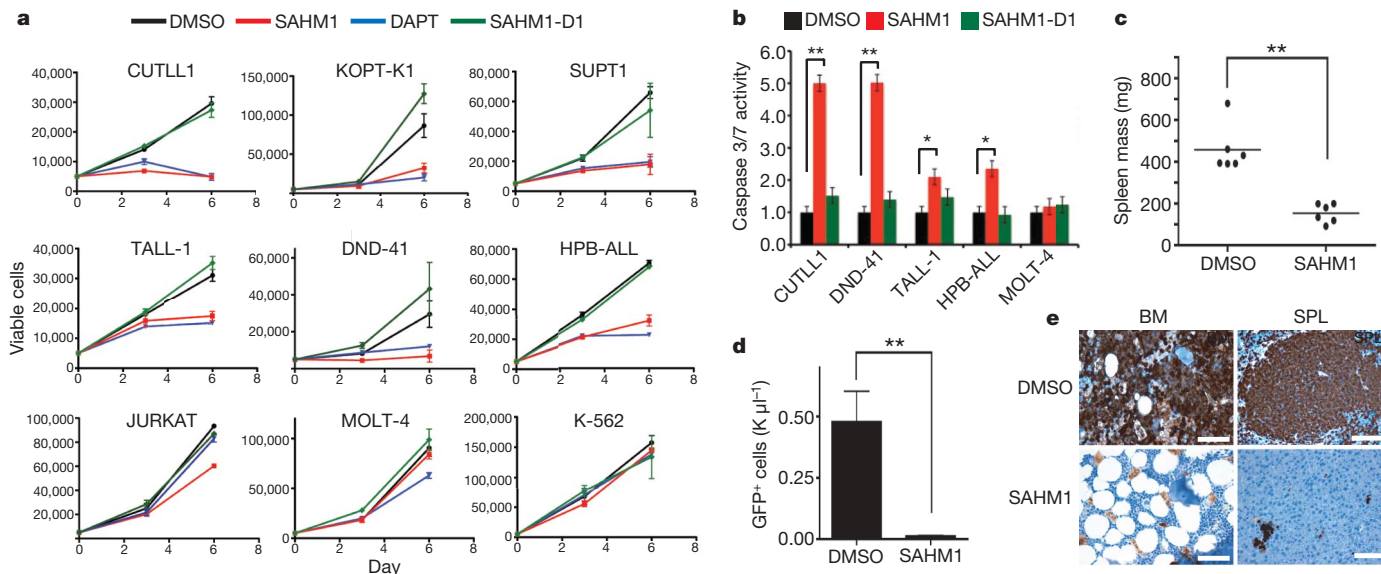 a
DMSO SAHM1 DAPT SAHM1-D1
CUTLL1
40,000
30,000
20,000
10,000
0
0 2 4 6 8
KOPT-K1
150,000
100,000
50,000
0 2 4 6 8
SUPT1
80,000
60,000
40,000
20,000
0
0 2 4 6 8
Viable cells
TALL-1
40,000
30,000
20,000
10,000
0
0 2 4 6 8
DND-41
60,000
40,000
20,000
0
0 2 4 6 8
HPB-ALL
80,000
60,000
40,000
20,000
0
0 2 4 6 8
JURKAT
100,000
80,000
60,000
40,000
20,000
0 2 4 6 8
MOLT-4
100,000
50,000
0
0 2 4 6 8
K-562
200,000
150,000
100,000
50,000
0
0 2 4 6 8
Day
b
DMSO SAHM1 SAHM1-D1
Caspase 3/7 activity
6.0
5.0
4.0
3.0
2.0
1.0
0.0
** ** * *
CUTLL1
DND-41
TALL-1
HPB-ALL
MOLT-4
c
**
Spleen mass (mg)
800
600
400
200
0
DMSO SAHM1
d
**
GFP⁺ cells (K µl⁻¹)
0.50
0.25
0.00
DMSO SAHM1
e
BM SPL
SPL
DMSO
SAHM1